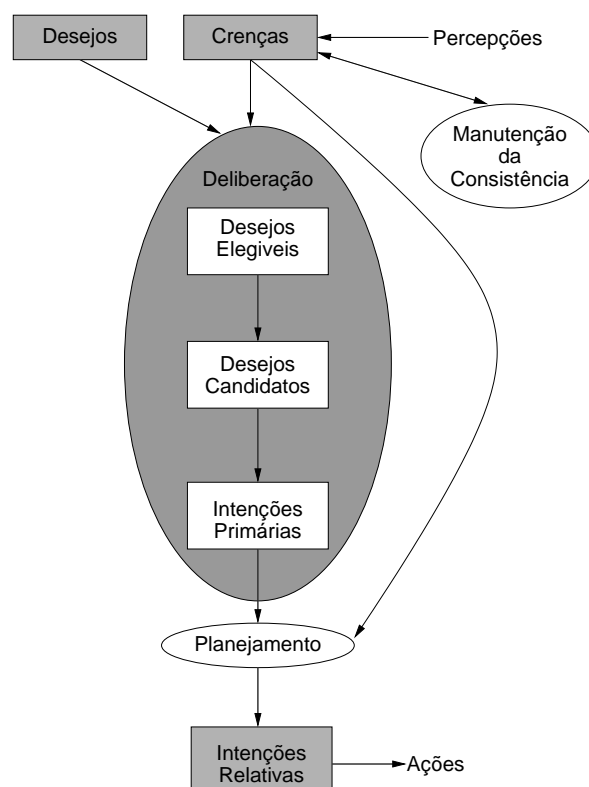 Desejos
Crenças
Percepções
Manutenção
da
Consistência
Deliberação
Desejos
Elegiveis
Desejos
Candidatos
Intenções
Primárias
Planejamento
Intenções
Relativas
Ações